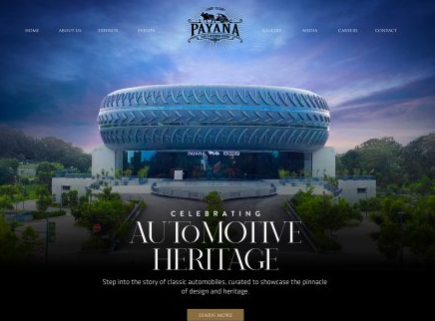 HOME
ABOUT US
EXHIBITS
EVENTS
PAYANA
GALLERY
MEDIA
CAREERS
CONTACT
CELEBRATING
AUToMOTIVE
HERITAGE
Step into the story of classic automobiles, curated to showcase the pinnacle
of design and heritage.
LEARN MORE